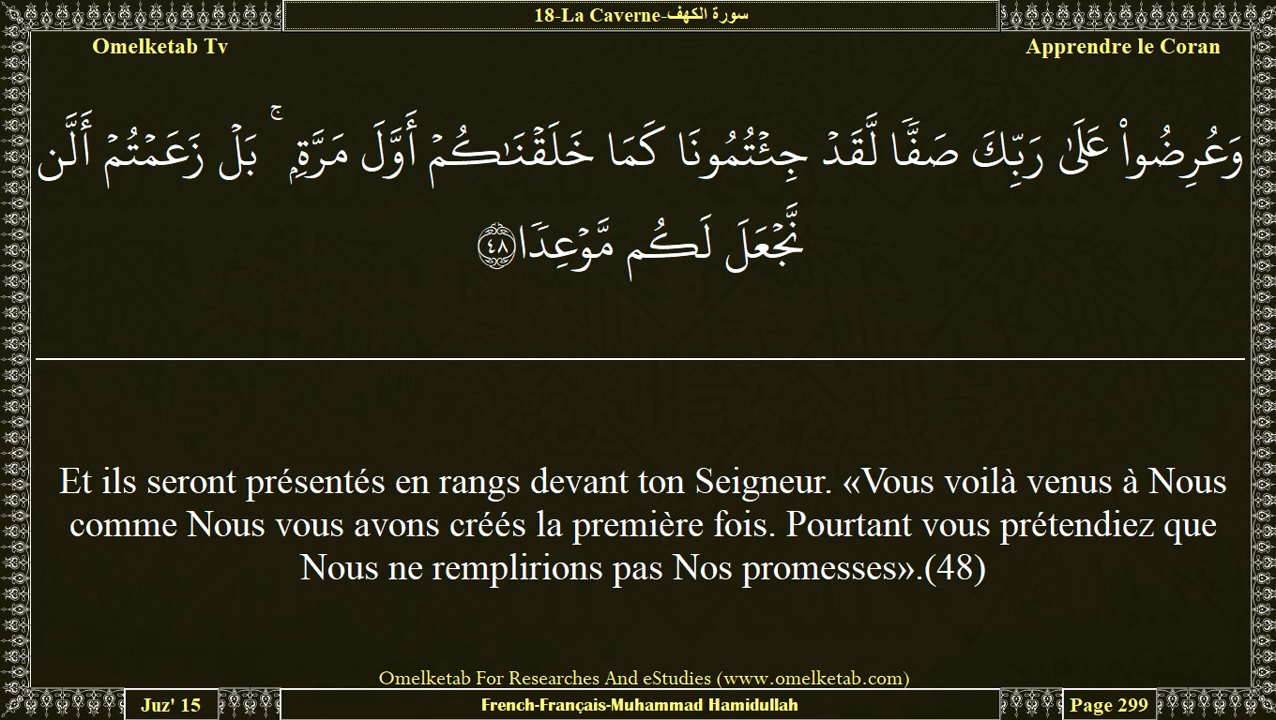 18-La Caverne-سورة الكهف
Omelketab Tv
Apprendre le Coran
وَعُرِضُوا۟ عَلَىٰ رَبِّكَ صَفًّۭا لَّقَدْ جِئْتُمُونَا كَمَا خَلَقْنَـٰكُمْ أَوَّلَ مَرَّةٍۭ ۚ بَلْ زَعَمْتُمْ أَلَّن
نَّجْعَلَ لَكُم مَّوْعِدًۭا ٤٨
Et ils seront présentés en rangs devant ton Seigneur. «Vous voilà venus à Nous
comme Nous vous avons créés la première fois. Pourtant vous prétendiez que
Nous ne remplirions pas Nos promesses».(48)
Omelketab For Researches And eStudies (www.omelketab.com)
Juz' 15
French-Français-Muhammad Hamidullah
Page 299